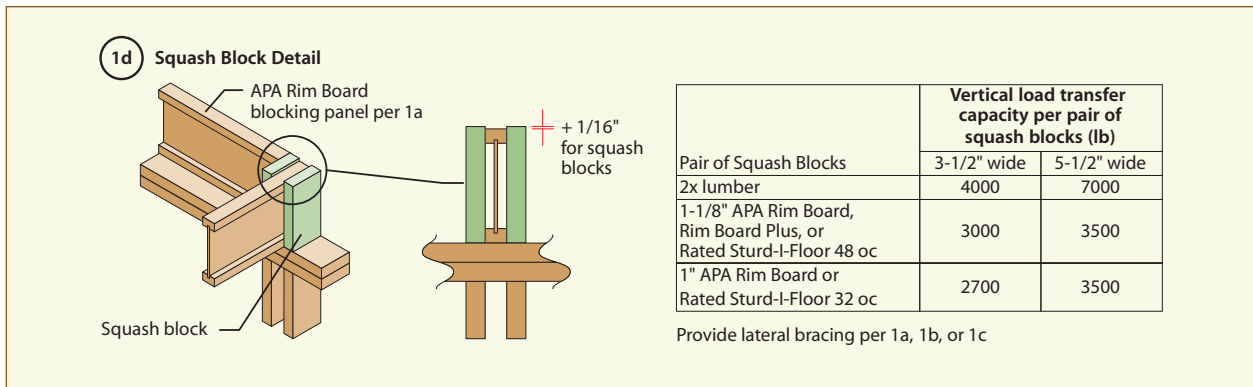 1d Squash Block Detail
APA Rim Board
blocking panel per 1a
+ 1/16"
for squash
blocks
Squash block
Vertical load transfer
capacity per pair of
squash blocks (lb)
Pair of Squash Blocks 3-1/2" wide 5-1/2" wide
2x lumber 4000 7000
1-1/8" APA Rim Board,
Rim Board Plus, or 3000 3500
Rated Sturd-I-Floor 48 oc
1" APA Rim Board or
Rated Sturd-I-Floor 32 oc 2700 3500
Provide lateral bracing per 1a, 1b, or 1c